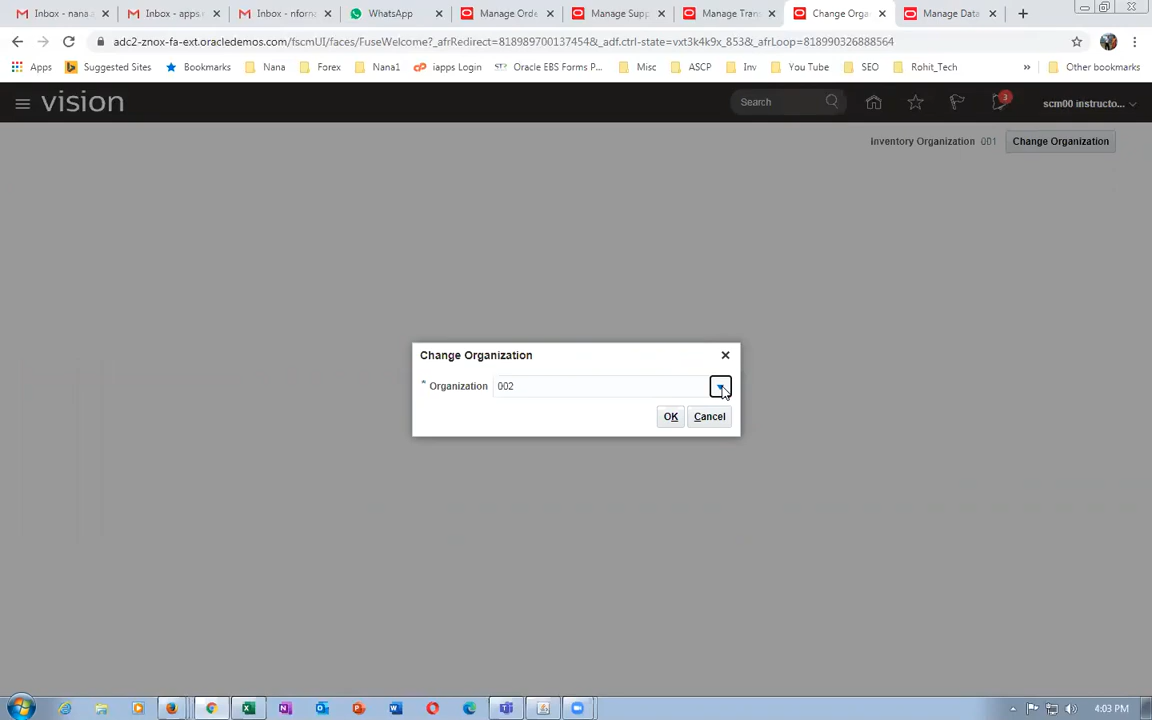 Inbox - nana a
Inbox - apps.r
Inbox - nforn
WhatsApp
Manage Orde
Manage Supp
Manage Tran
Change Orga
Manage Data
adc2-znox-fa-ext.oracledemos.com/fscmUI/faces/FuseWelcome?_afrRedirect=818989700137454&_adf.ctrl-state=vxt3k4k9x_853&_afrLoop=818990326888564
Apps
Suggested Sites
Bookmarks
Nana
Forex
Nana1
iapps Login
Oracle EBS Forms P...
Misc
ASCP
Inv
You Tube
SEO
Rohit_Tech
»
Other bookmarks
vision
Search
3
scm00 instructo...
Inventory Organization 001
Change Organization
Change Organization
* Organization 002
OK
Cancel
4:03 PM